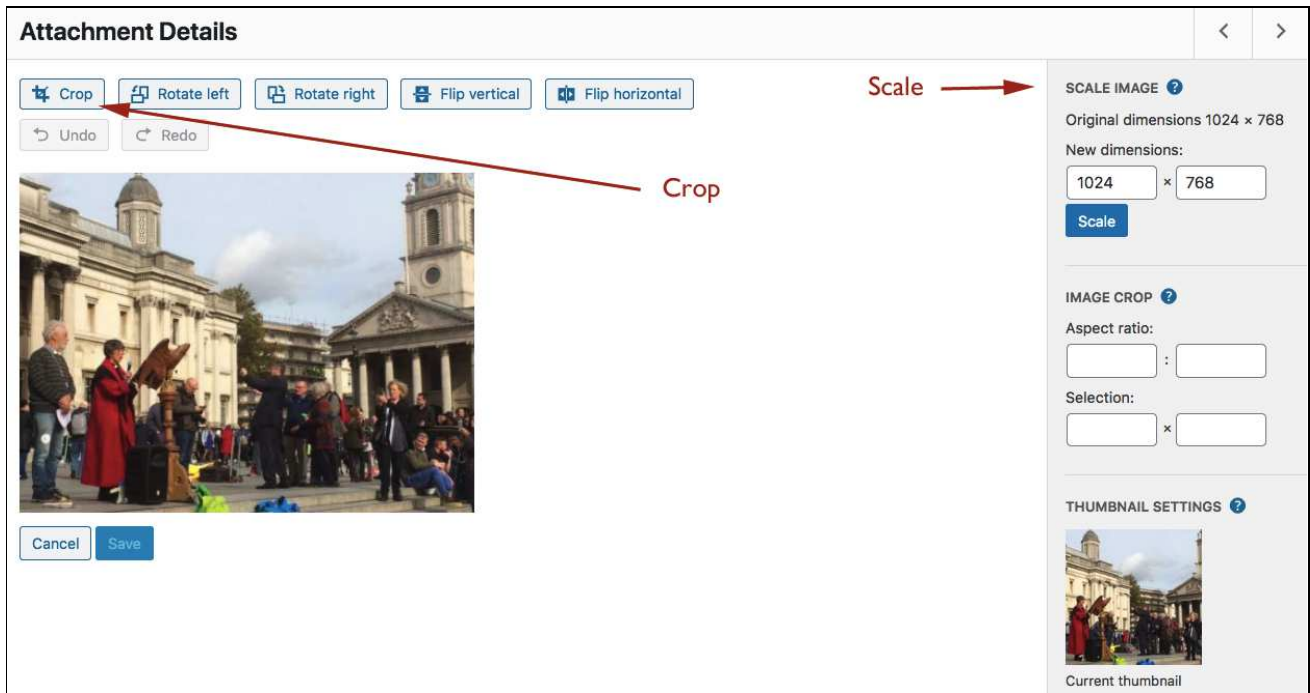 Attachment Details
Crop
Rotate left
Rotate right
Flip vertical
Flip horizontal
Undo
Redo
Scale
Crop
Cancel
Save
SCALE IMAGE ?
Original dimensions 1024 × 768
New dimensions:
1024 × 768
Scale
IMAGE CROP ?
Aspect ratio:
:
Selection:
×
THUMBNAIL SETTINGS ?
Current thumbnail